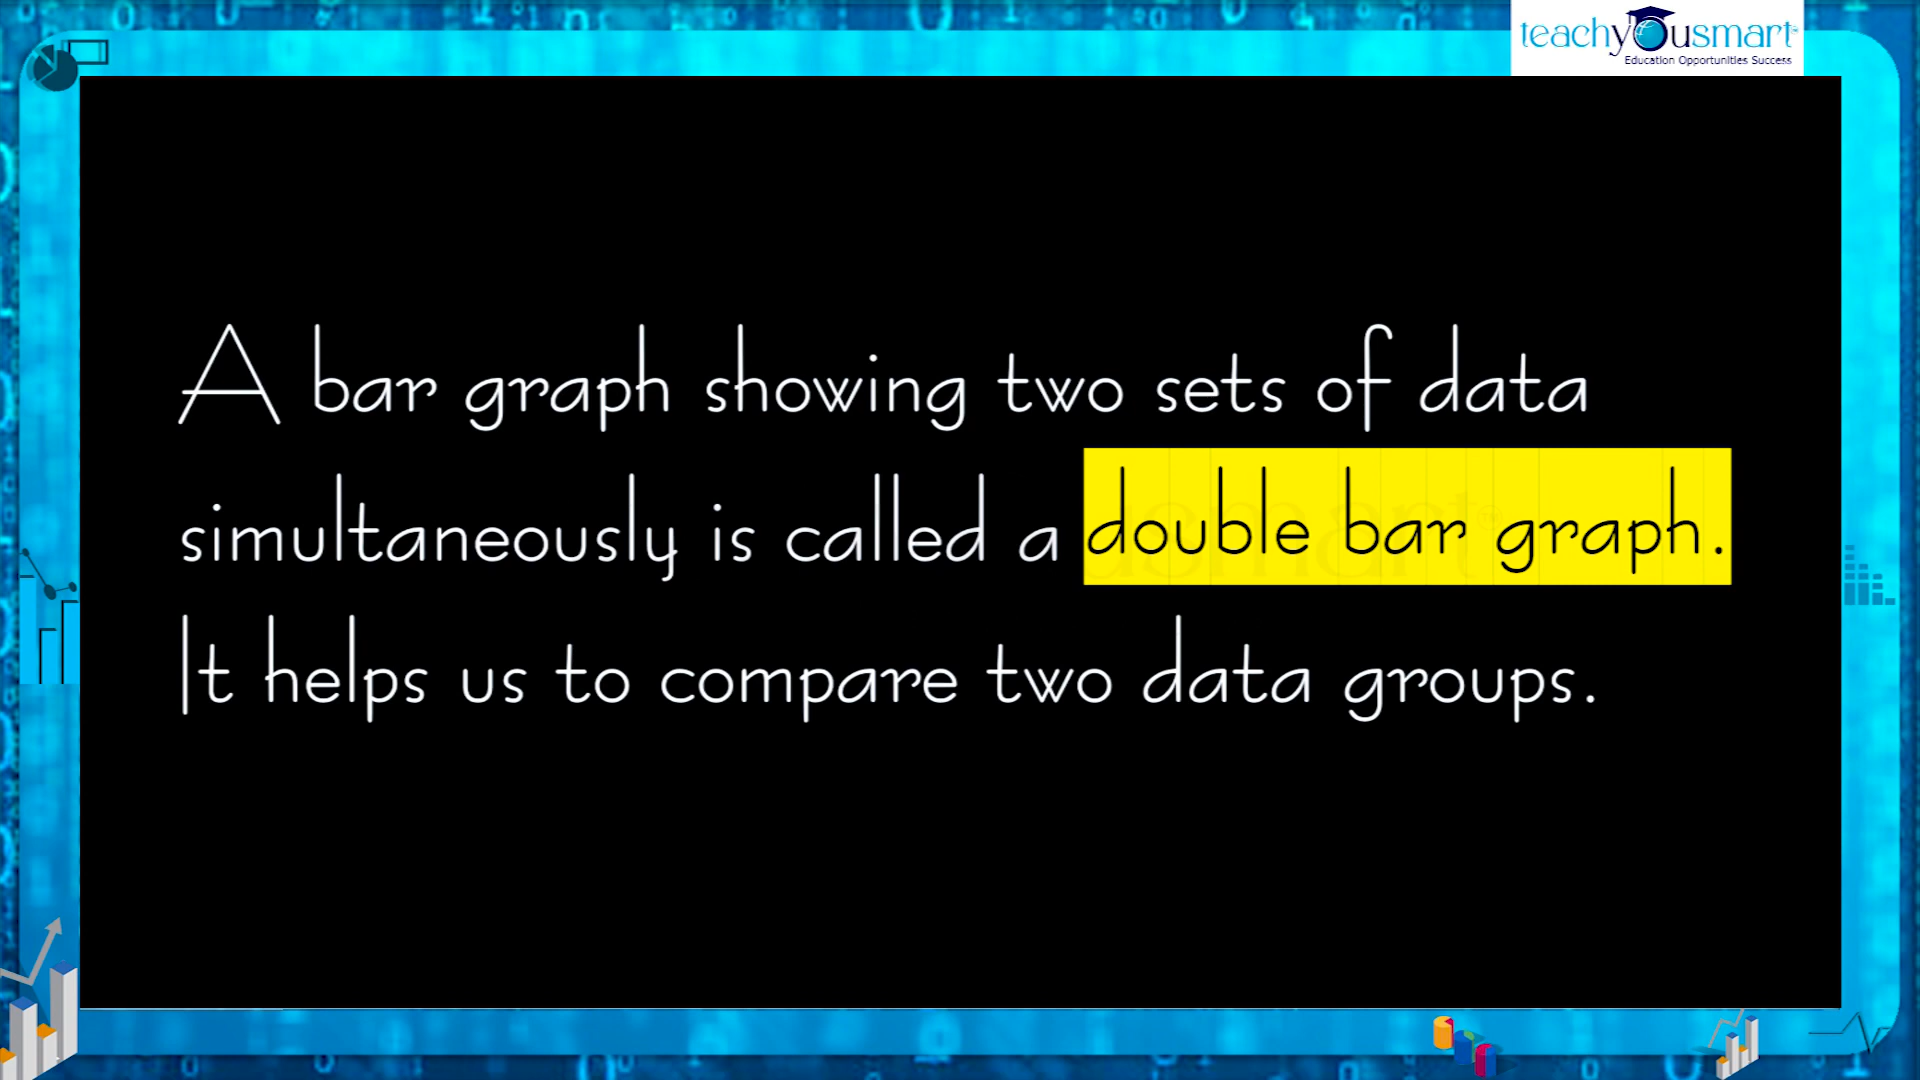 teachyousmart
Education Opportunities Success
A bar graph showing two sets of data
simultaneously is called a double bar graph.
It helps us to compare two data groups.